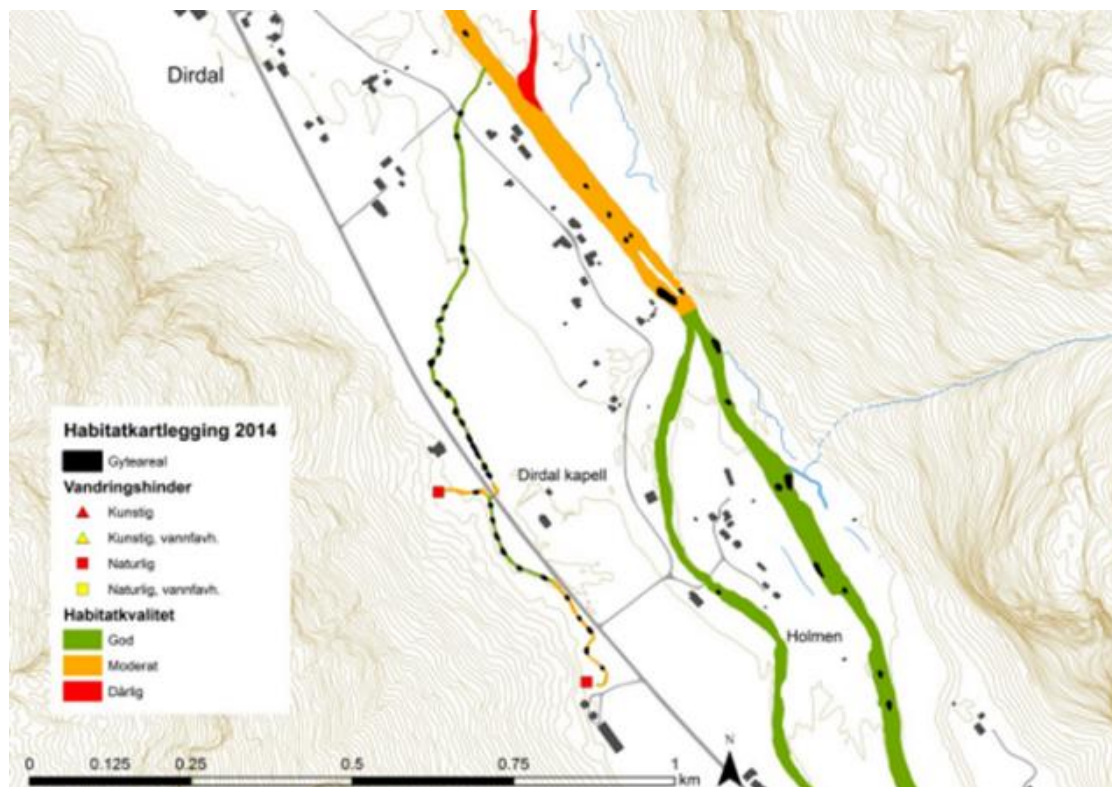 Dirdal
Habitatkartlegging 2014
Gyteareal
Vandringshinder
Kunstig
Kunstig, vannfavh.
Naturlig
Naturlig, vannfavh.
Habitatkvalitet
God
Moderat
Dårlig
Dirdal kapell
Holmen
N
0 0.125 0.25 0.5 0.75 1
km